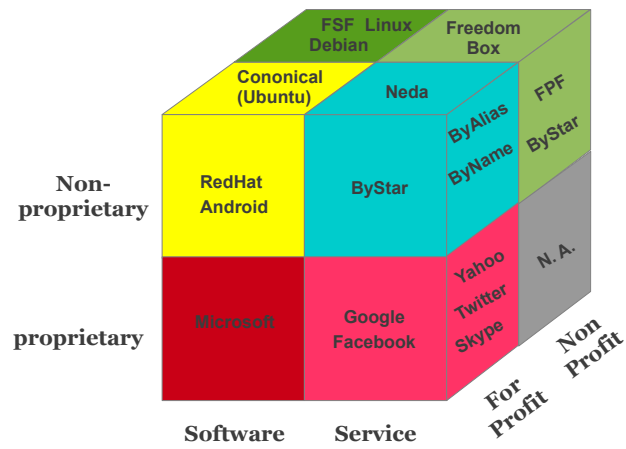 FSF Linux
Debian
Freedom
Box
Cononical
(Ubuntu)
Neda
FPF
ByStar
ByAlias
ByName
Non-
proprietary
RedHat
Android
ByStar
Yahoo
Twitter
Skype
N. A.
proprietary
Microsoft
Google
Facebook
For
Profit
Non
Profit
Software
Service